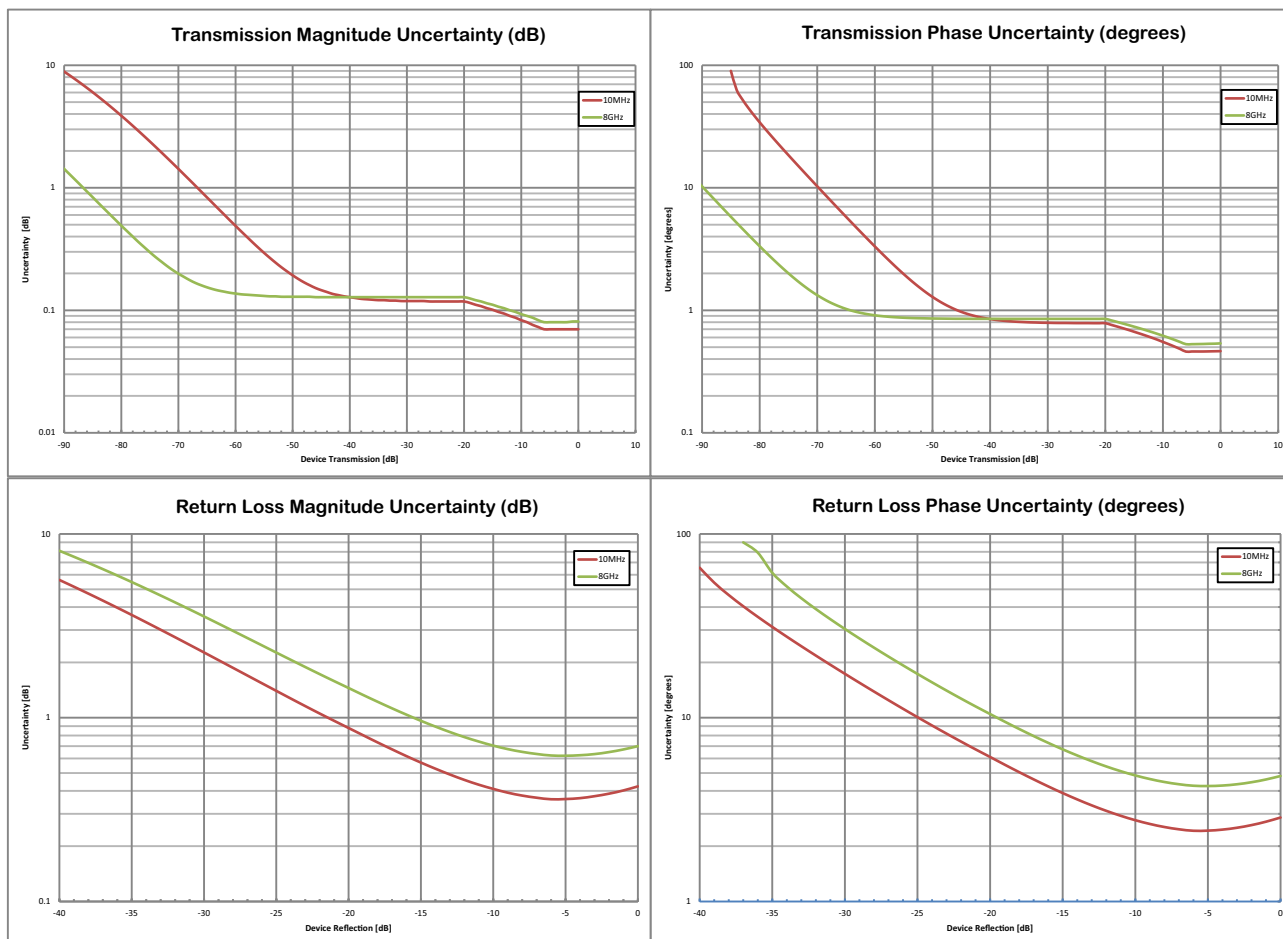 Transmission Magnitude Uncertainty (dB)
10
1
0.1
0.01
Uncertainty [dB]
10MHz
8GHz
-90 -80 -70 -60 -50 -40 -30 -20 -10 0 10
Device Transmission [dB]
Transmission Phase Uncertainty (degrees)
100
10
1
0.1
Uncertainty [degrees]
10MHz
8GHz
-90 -80 -70 -60 -50 -40 -30 -20 -10 0 10
Device Transmission [dB]
Return Loss Magnitude Uncertainty (dB)
10
1
0.1
Uncertainty [dB]
10MHz
8GHz
-40 -35 -30 -25 -20 -15 -10 -5 0
Device Reflection [dB]
Return Loss Phase Uncertainty (degrees)
100
10
1
Uncertainty [degrees]
10MHz
8GHz
-40 -35 -30 -25 -20 -15 -10 -5 0
Device Reflection [dB]